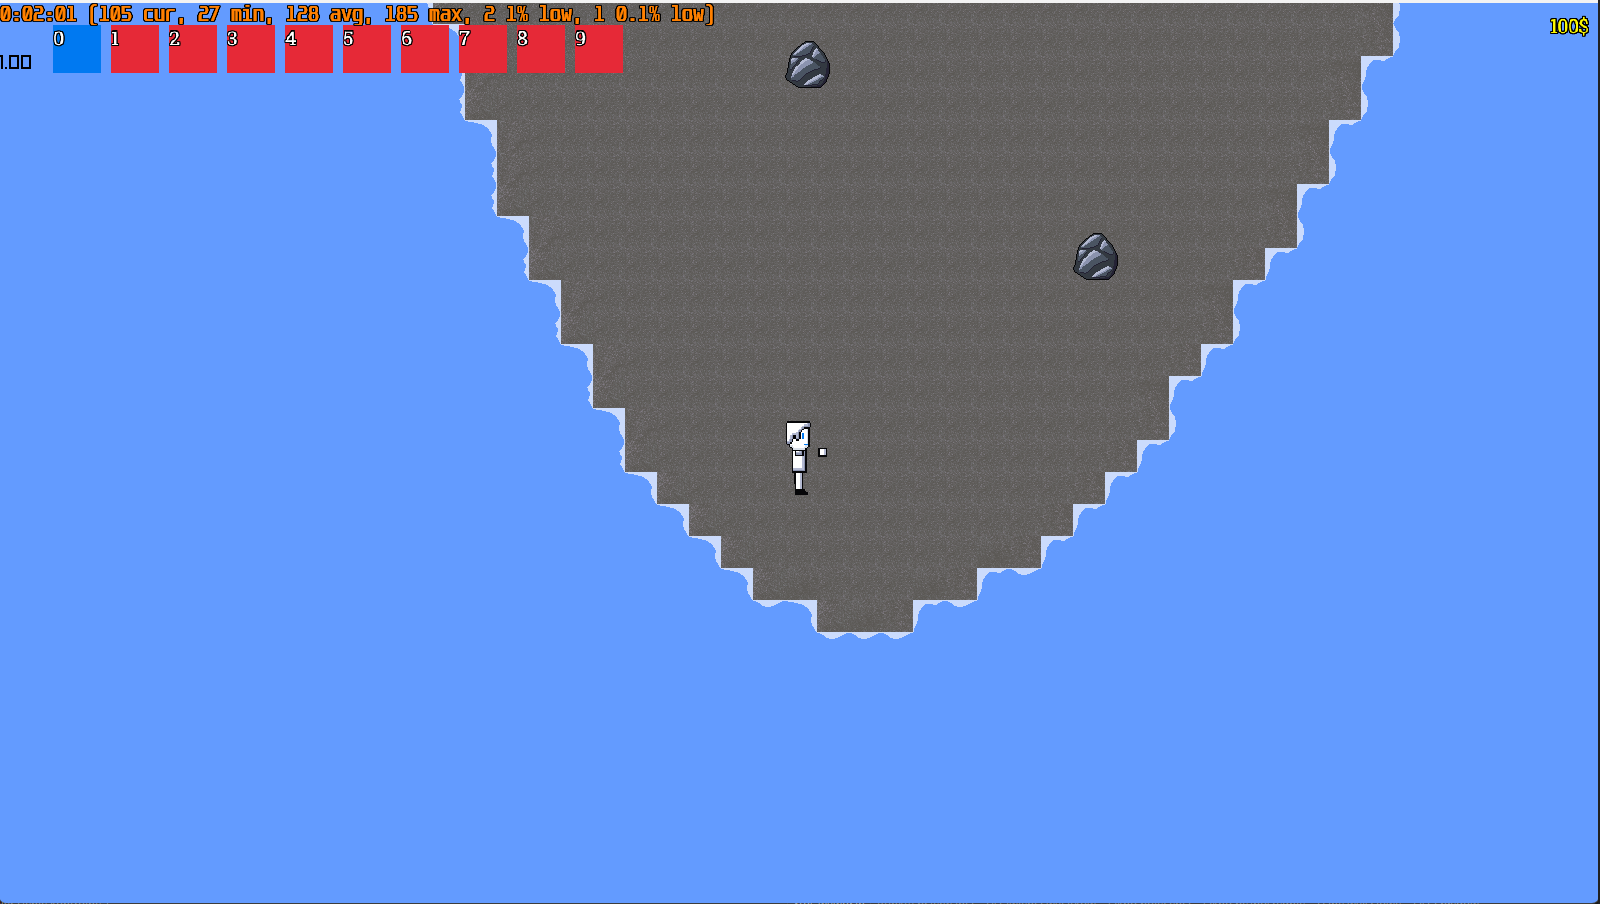 0:02:01 (105 cur, 27 min, 128 avg, 185 max, 2 1% low, 1 0.1% low)
0 1 2 3 4 5 6 7 8 9
100$